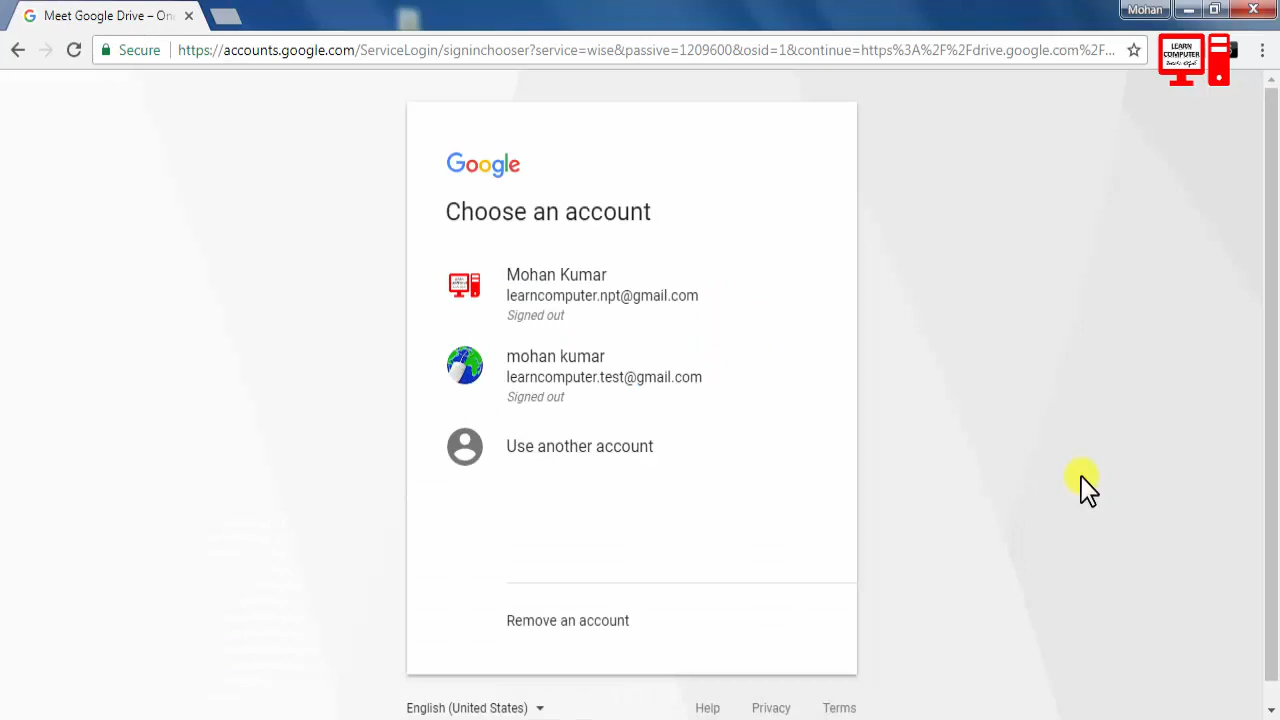 Meet Google Drive – On
Mohan
Secure
https://accounts.google.com/ServiceLogin/signinchooser?service=wise&passive=1209600&osid=1&continue=https%3A%2F%2Fdrive.google.com%2F...
LEARN
COMPUTER
Google
Choose an account
Mohan Kumar
learncomputer.npt@gmail.com
Signed out
mohan kumar
learncomputer.test@gmail.com
Signed out
Use another account
Remove an account
English (United States)
Help Privacy Terms